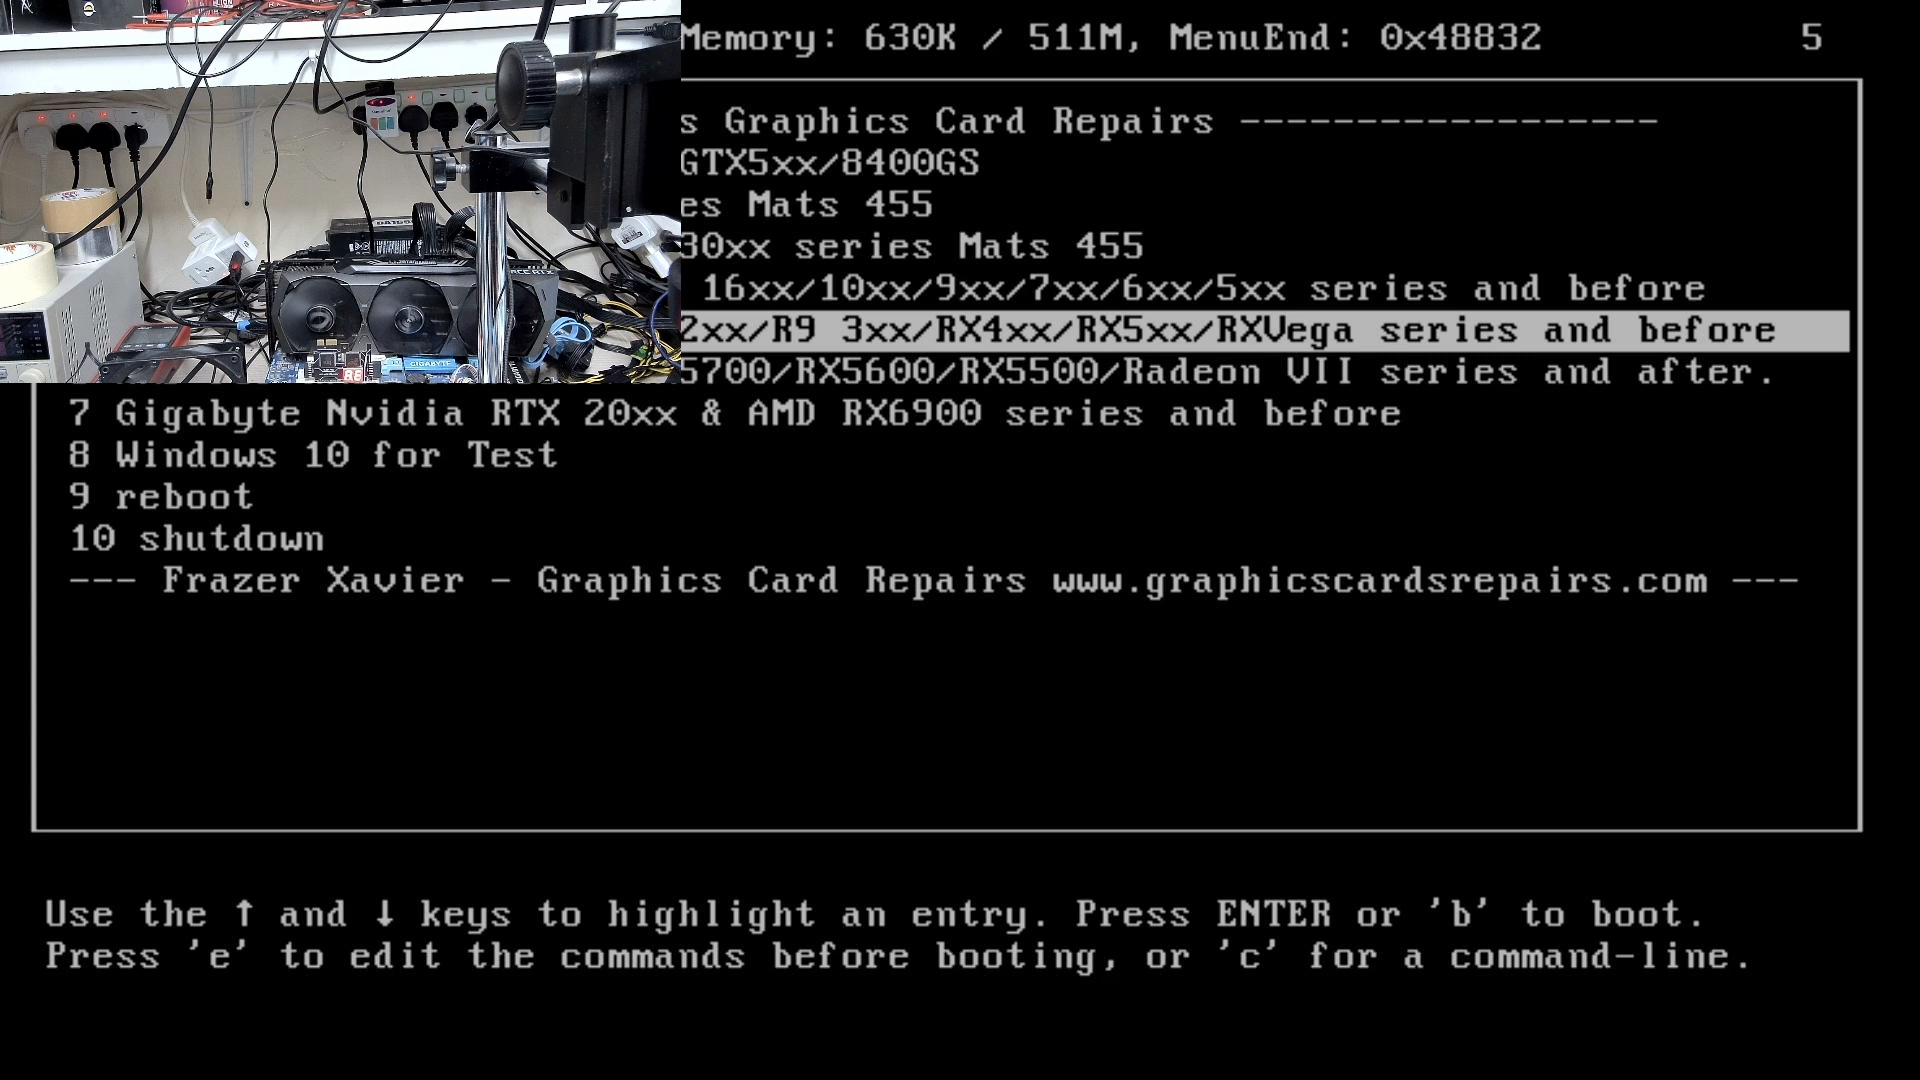 Memory: 630K / 511M, MenuEnd: 0x48832 5
s Graphics Card Repairs ------------------
GTX5xx/8400GS
es Mats 455
30xx series Mats 455
16xx/10xx/9xx/7xx/6xx/5xx series and before
2xx/R9 3xx/RX4xx/RX5xx/RXVega series and before
5700/RX5600/RX5500/Radeon VII series and after.
7 Gigabyte Nvidia RTX 20xx & AMD RX6900 series and before
8 Windows 10 for Test
9 reboot
10 shutdown
--- Frazer Xavier - Graphics Card Repairs www.graphicscardsrepairs.com ---
Use the ↑ and ↓ keys to highlight an entry. Press ENTER or 'b' to boot.
Press 'e' to edit the commands before booting, or 'c' for a command-line.
GIGABYTE